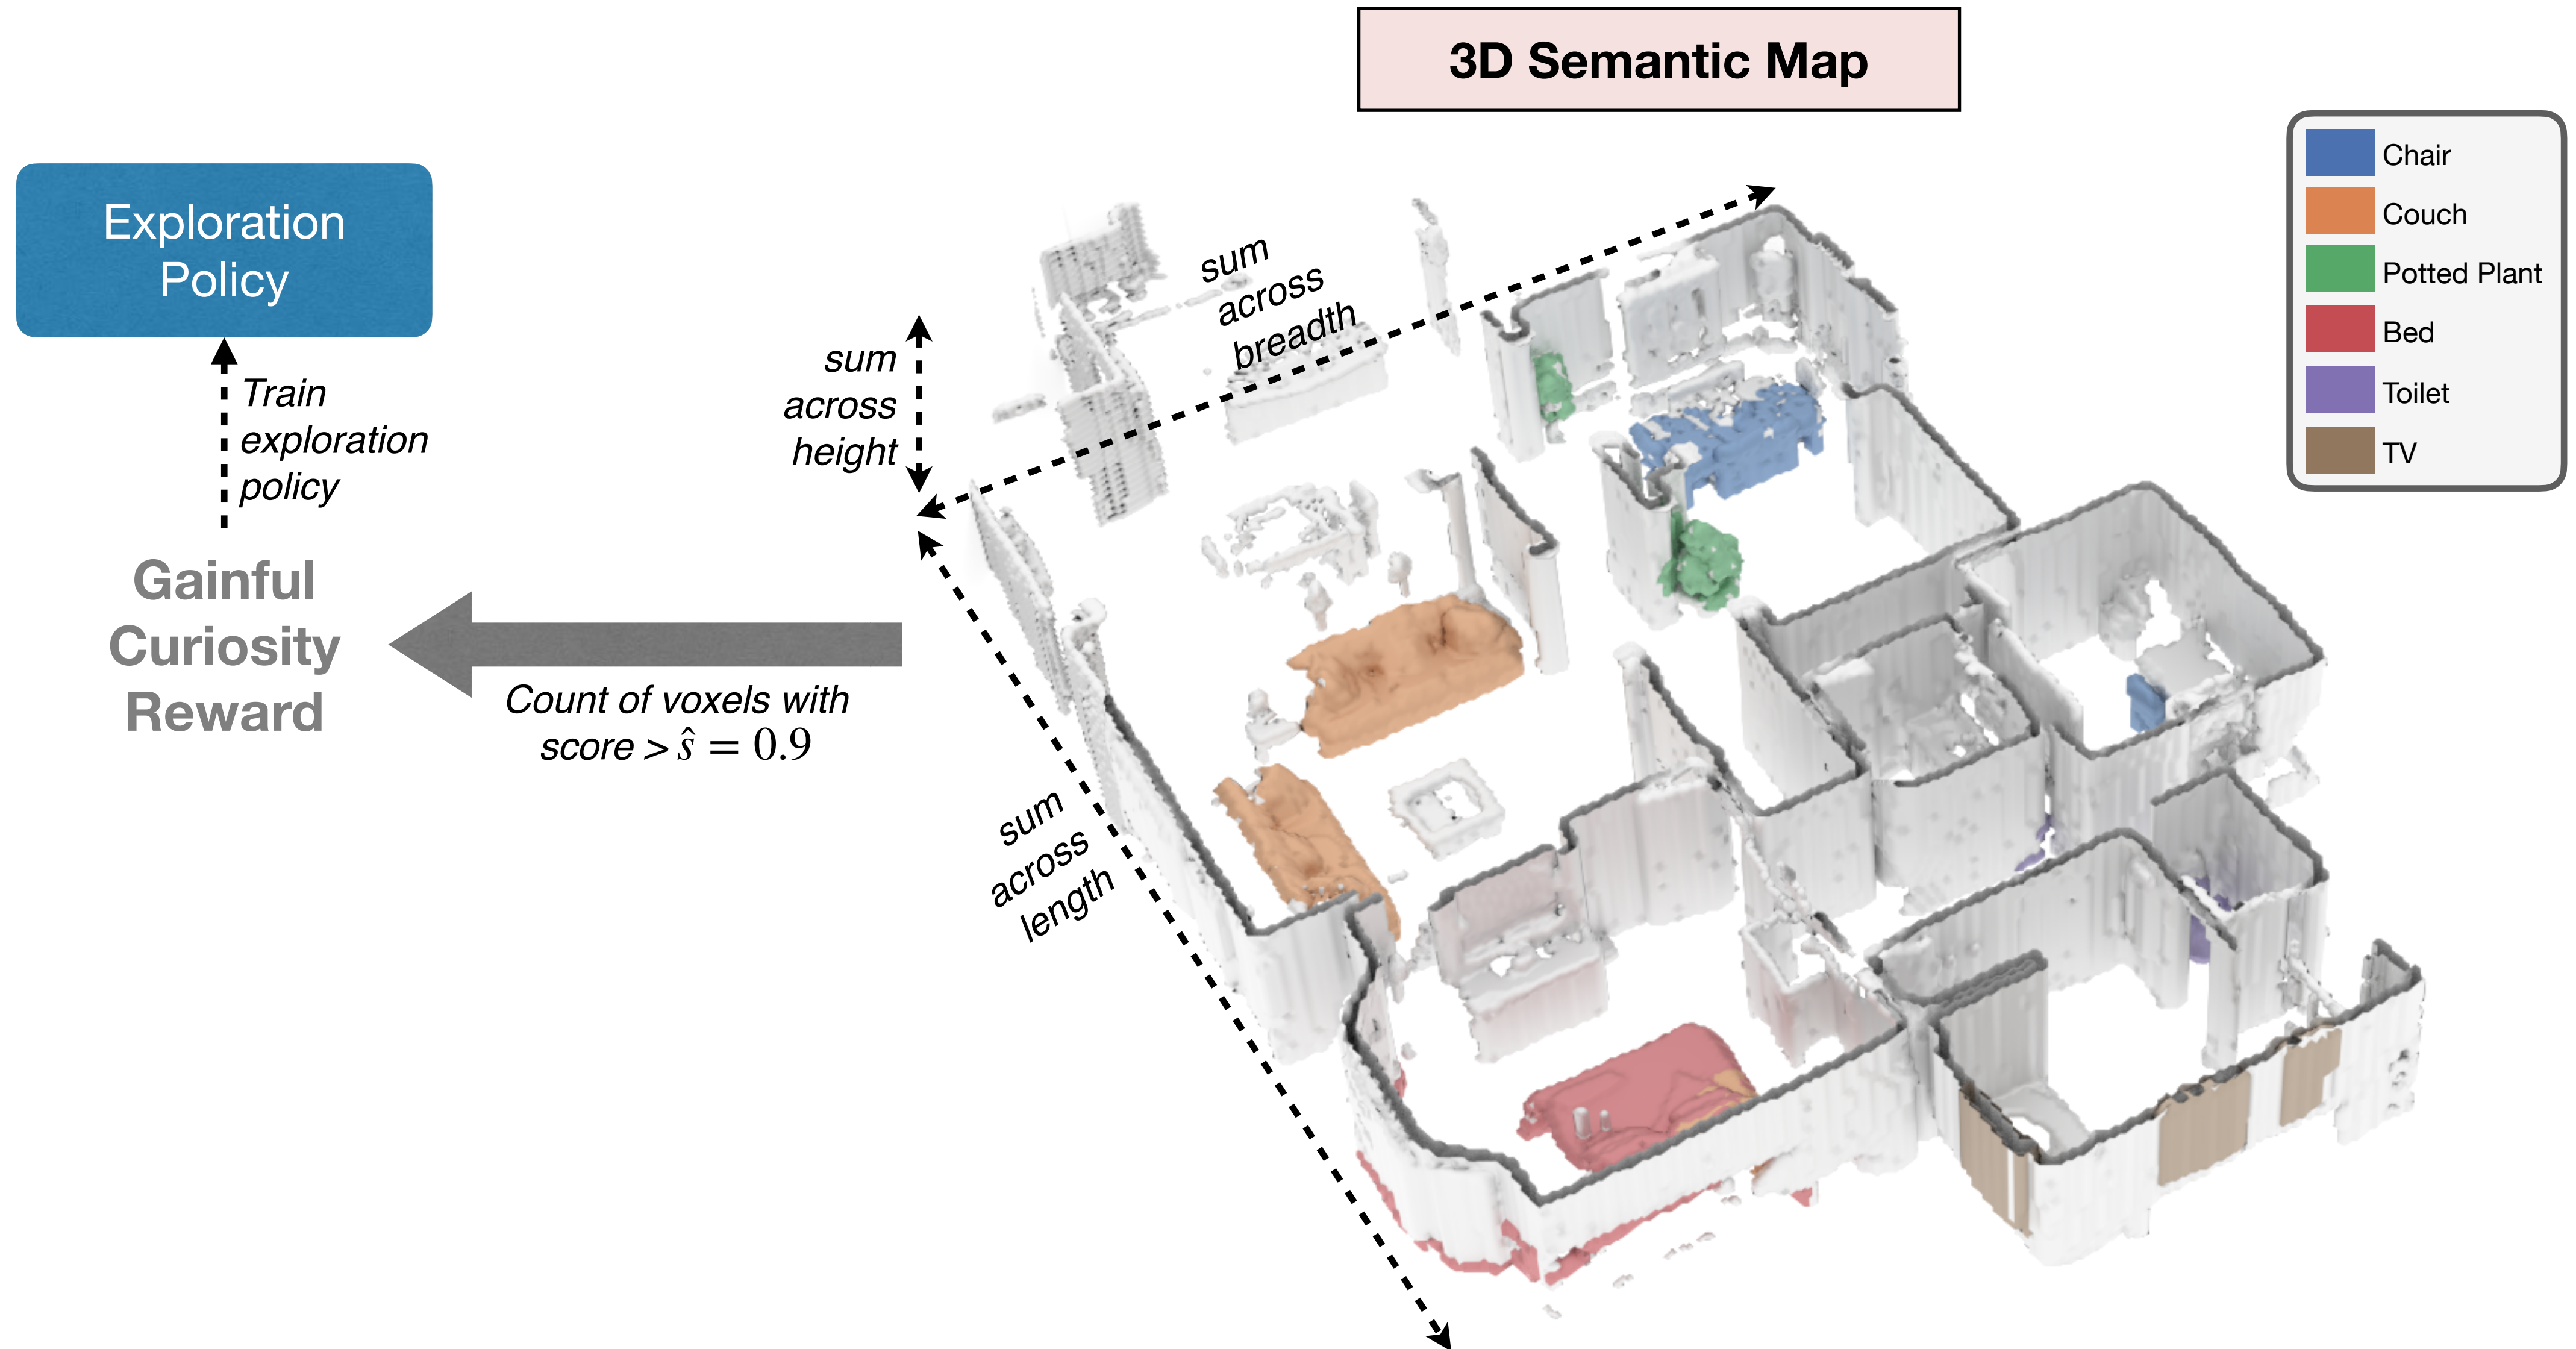 3D Semantic Map
Chair
Couch
Potted Plant
Bed
Toilet
TV
Exploration
Policy
Train
exploration
policy
Gainful
Curiosity
Reward
Count of voxels with
score > ŝ = 0.9
sum
across
height
sum
across
breadth
sum
across
length